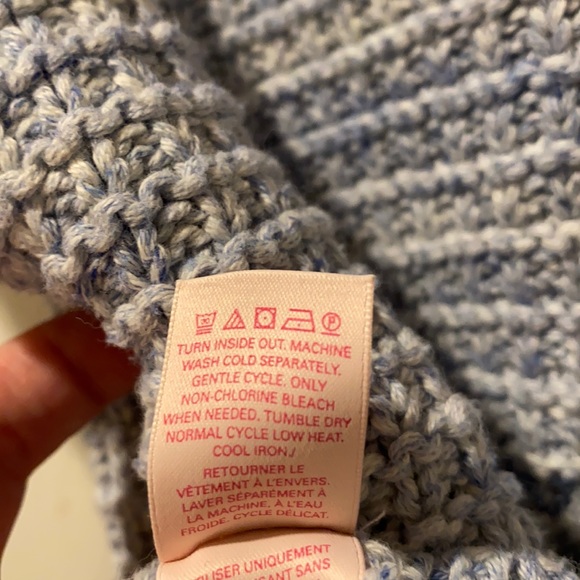 TURN INSIDE OUT. MACHINE
WASH COLD SEPARATELY.
GENTLE CYCLE. ONLY
NON-CHLORINE BLEACH
WHEN NEEDED. TUMBLE DRY
NORMAL CYCLE LOW HEAT.
COOL IRON./
RETOURNER LE
VÊTEMENT À L'ENVERS.
LAVER SÉPARÉMENT À
LA MACHINE, À L'EAU
FROIDE. CYCLE DÉLICAT.
UTILISER UNIQUEMENT
SANS